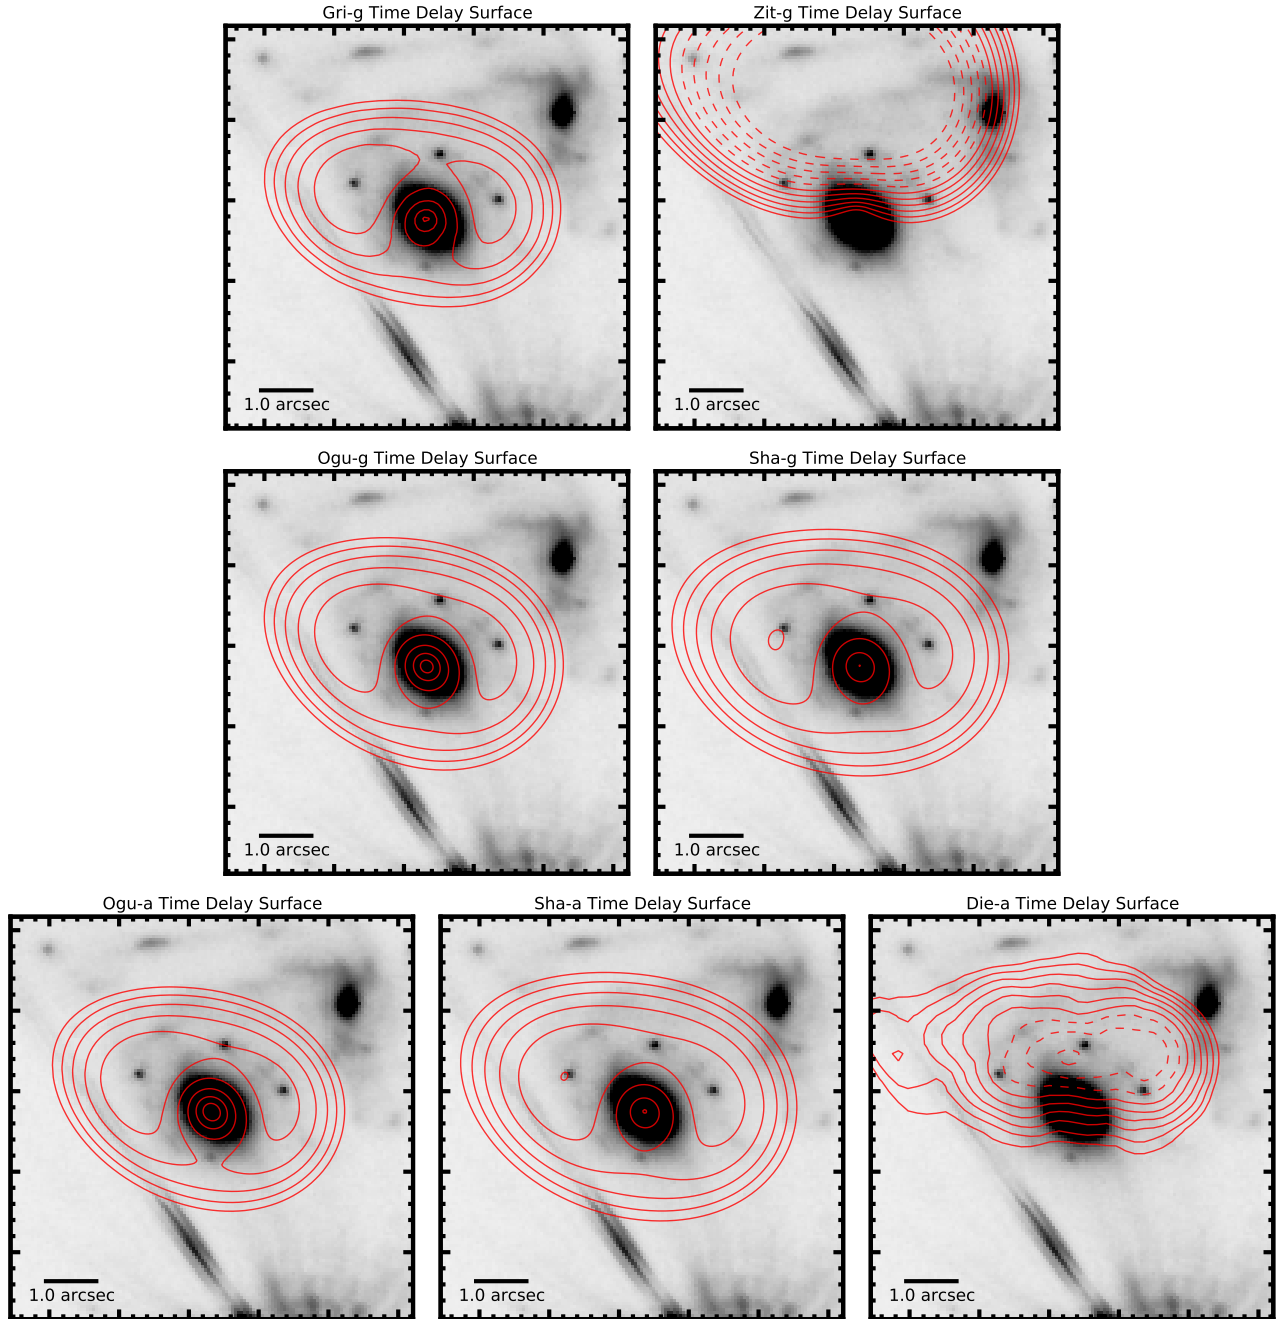 Gri-g Time Delay Surface
Zit-g Time Delay Surface
1.0 arcsec
1.0 arcsec
Ogu-g Time Delay Surface
Sha-g Time Delay Surface
1.0 arcsec
1.0 arcsec
Ogu-a Time Delay Surface
Sha-a Time Delay Surface
Die-a Time Delay Surface
1.0 arcsec
1.0 arcsec
1.0 arcsec